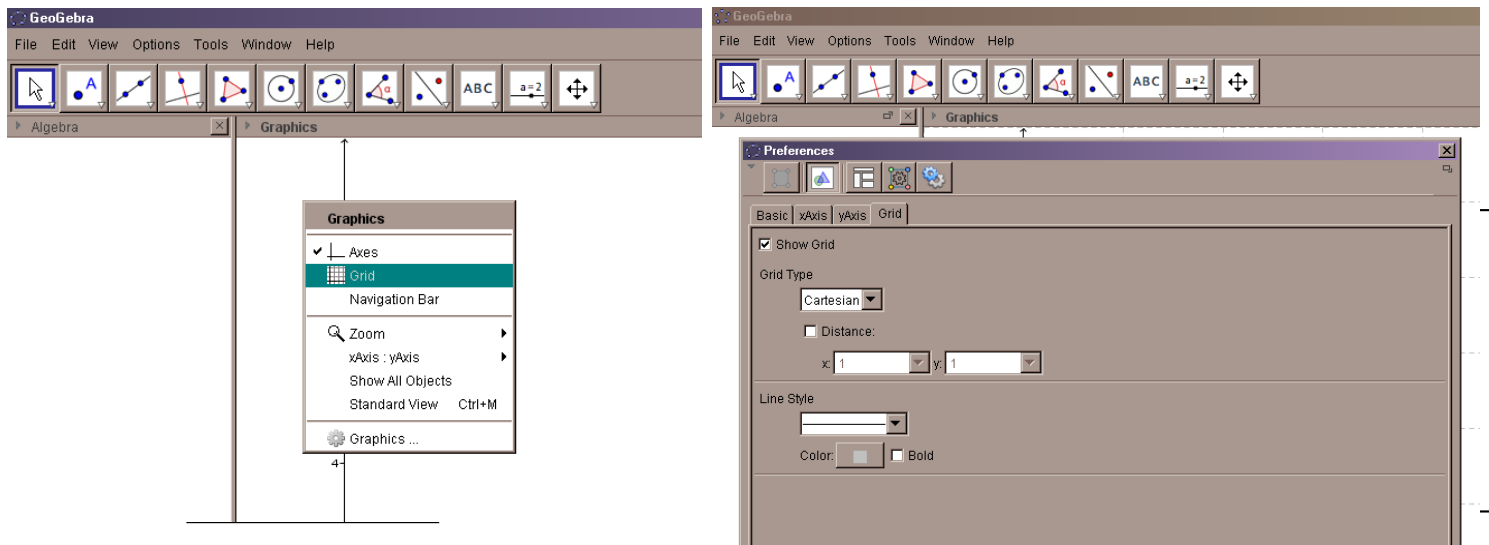 GeoGebra
File Edit View Options Tools Window Help
A
α
ABC
a=2
Algebra
Graphics
Graphics
Axes
Grid
Navigation Bar
Zoom
xAxis : yAxis
Show All Objects
Standard View Ctrl+M
Graphics ...
4
GeoGebra
File Edit View Options Tools Window Help
A
α
ABC
a=2
Algebra
Graphics
Preferences
Basic xAxis yAxis Grid
Show Grid
Grid Type
Cartesian
Distance:
x: 1 y: 1
Line Style
Color: Bold